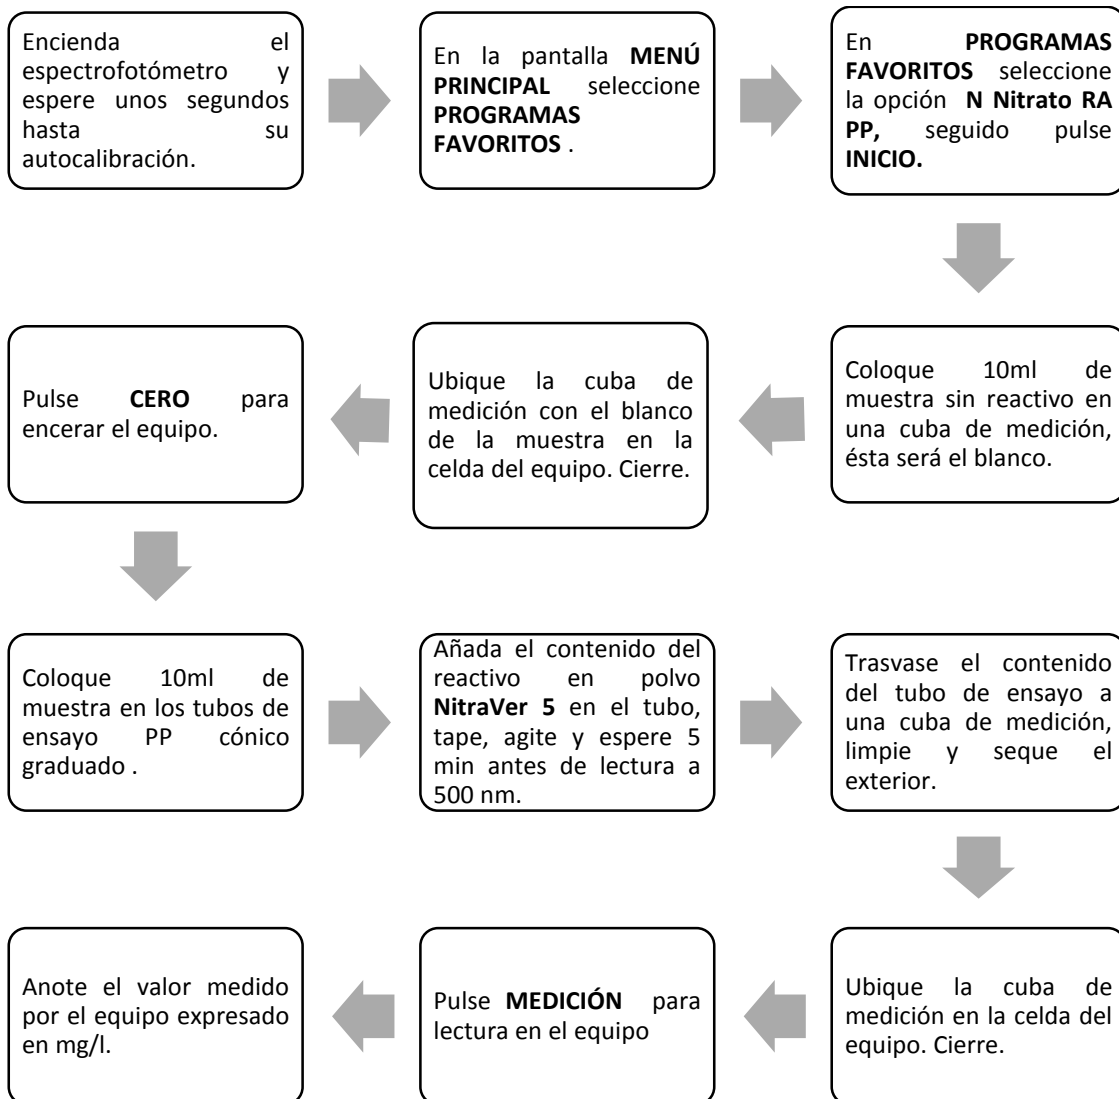 Encienda el
espectrofotómetro y
espere unos segundos
hasta su
autocalibración.
En la pantalla MENÚ
PRINCIPAL seleccione
PROGRAMAS
FAVORITOS .
En PROGRAMAS
FAVORITOS seleccione
la opción N Nitrato RA
PP, seguido pulse
INICIO.
Coloque 10ml de
muestra sin reactivo en
una cuba de medición,
ésta será el blanco.
Ubique la cuba de
medición con el blanco
de la muestra en la
celda del equipo. Cierre.
Pulse CERO para
encerar el equipo.
Coloque 10ml de
muestra en los tubos de
ensayo PP cónico
graduado .
Añada el contenido del
reactivo en polvo
NitraVer 5 en el tubo,
tape, agite y espere 5
min antes de lectura a
500 nm.
Trasvase el contenido
del tubo de ensayo a
una cuba de medición,
limpie y seque el
exterior.
Ubique la cuba de
medición en la celda del
equipo. Cierre.
Pulse MEDICIÓN para
lectura en el equipo
Anote el valor medido
por el equipo expresado
en mg/l.